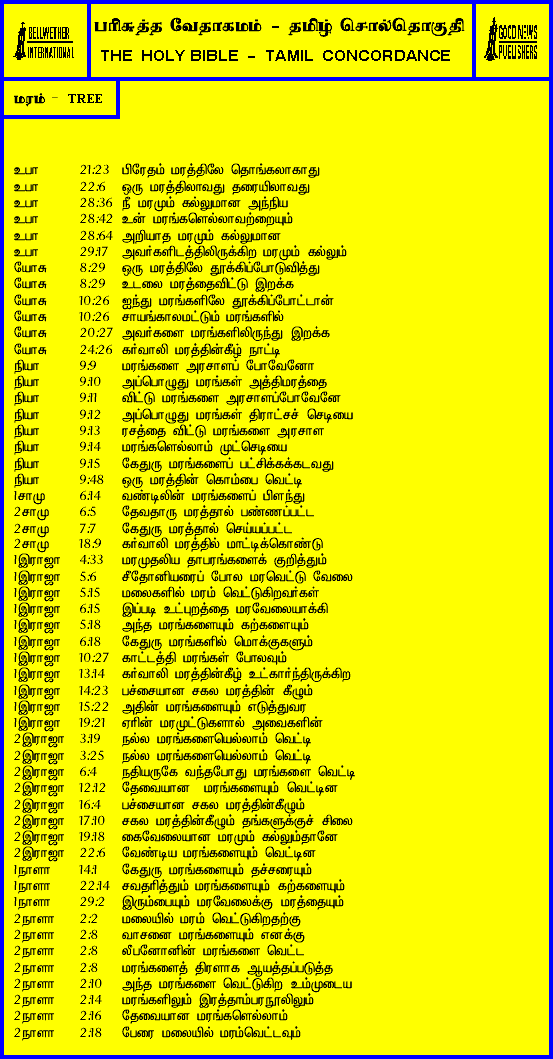 BELLWETHER
INTERNATIONAL
பரிசுத்த வேதாகமம் - தமிழ் சொல்தொகுதி
THE HOLY BIBLE - TAMIL CONCORDANCE
GOOD NEWS
PUBLISHERS
மரம் - TREE
உபா 21:23 பிரேதம் மரத்திலே தொங்கலாகாது
உபா 22:6 ஒரு மரத்திலாவது தரையிலாவது
உபா 28:36 நீ மரமும் கல்லுமான அந்நிய
உபா 28:42 உன் மரங்களெல்லாவற்றையும்
உபா 28:64 அறியாத மரமும் கல்லுமான
உபா 29:17 அவர்களிடத்திலிருக்கிற மரமும் கல்லும்
யோசு 8:29 ஒரு மரத்திலே தூக்கிப்போடுவித்து
யோசு 8:29 உடலை மரத்தைவிட்டு இறக்க
யோசு 10:26 ஐந்து மரங்களிலே தூக்கிப்போட்டான்
யோசு 10:26 சாயங்காலமட்டும் மரங்களில்
யோசு 20:27 அவர்களை மரங்களிலிருந்து இறக்க
யோசு 24:26 கர்வாலி மரத்தின்கீழ் நாட்டி
நியா 9:9 மரங்களை அரசாளப் போவேனோ
நியா 9:10 அப்பொழுது மரங்கள் அத்திமரத்தை
நியா 9:11 விட்டு மரங்களை அரசாளப்போவேனே
நியா 9:12 அப்பொழுது மரங்கள் திராட்சச் செடியை
நியா 9:13 ரசத்தை விட்டு மரங்களை அரசாள
நியா 9:14 மரங்களெல்லாம் முட்செடியை
நியா 9:15 கேதுரு மரங்களைப் பட்சிக்கக்கடவது
நியா 9:48 ஒரு மரத்தின் கொம்பை வெட்டி
1சாமு 6:14 வண்டிலின் மரங்களைப் பிளந்து
2சாமு 6:5 தேவதாரு மரத்தால் பண்ணப்பட்ட
2சாமு 7:7 கேதுரு மரத்தால் செய்யப்பட்ட
2சாமு 18:9 கர்வாலி மரத்தில் மாட்டிக்கொண்டு
1இராஜா 4:33 மரமுதலிய தாபரங்களைக் குறித்தும்
1இராஜா 5:6 சீதோனியரைப் போல மரவெட்டு வேலை
1இராஜா 5:15 மலைகளில் மரம் வெட்டுகிறவர்கள்
1இராஜா 6:15 இப்படி உட்புறத்தை மரவேலையாக்கி
1இராஜா 5:18 அந்த மரங்களையும் கற்களையும்
1இராஜா 6:18 கேதுரு மரங்களில் மொக்குகளும்
1இராஜா 10:27 காட்டத்தி மரங்கள் போலவும்
1இராஜா 13:14 கர்வாலி மரத்தின்கீழ் உட்கார்ந்திருக்கிற
1இராஜா 14:23 பச்சையான சகல மரத்தின் கீழும்
1இராஜா 15:22 அதின் மரங்களையும் எடுத்துவர
1இராஜா 19:21 ஏரின் மரமுட்டுகளால் அவைகளின்
2இராஜா 3:19 நல்ல மரங்களையெல்லாம் வெட்டி
2இராஜா 3:25 நல்ல மரங்களையெல்லாம் வெட்டி
2இராஜா 6:4 நதியருகே வந்தபோது மரங்களை வெட்டி
2இராஜா 12:12 தேவையான மரங்களையும் வெட்டின
2இராஜா 16:4 பச்சையான சகல மரத்தின்கீழும்
2இராஜா 17:10 சகல மரத்தின்கீழும் தங்களுக்குச் சிலை
2இராஜா 19:18 கைவேலையான மரமும் கல்லும்தானே
2இராஜா 22:6 வேண்டிய மரங்களையும் வெட்டின
1நாளா 14:1 கேதுரு மரங்களையும் தச்சரையும்
1நாளா 22:14 சவதரித்தும் மரங்களையும் கற்களையும்
1நாளா 29:2 இரும்பையும் மரவேலைக்கு மரத்தையும்
2நாளா 2:2 மலையில் மரம் வெட்டுகிறதற்கு
2நாளா 2:8 வாசனை மரங்களையும் எனக்கு
2நாளா 2:8 லீபனோனின் மரங்களை வெட்ட
2நாளா 2:8 மரங்களைத் திரளாக ஆயத்தப்படுத்த
2நாளா 2:10 அந்த மரங்களை வெட்டுகிற உம்முடைய
2நாளா 2:14 மரங்களிலும் இரத்தாம்பரநூலிலும்
2நாளா 2:16 தேவையான மரங்களெல்லாம்
2நாளா 2:18 பேரை மலையில் மரம்வெட்டவும்